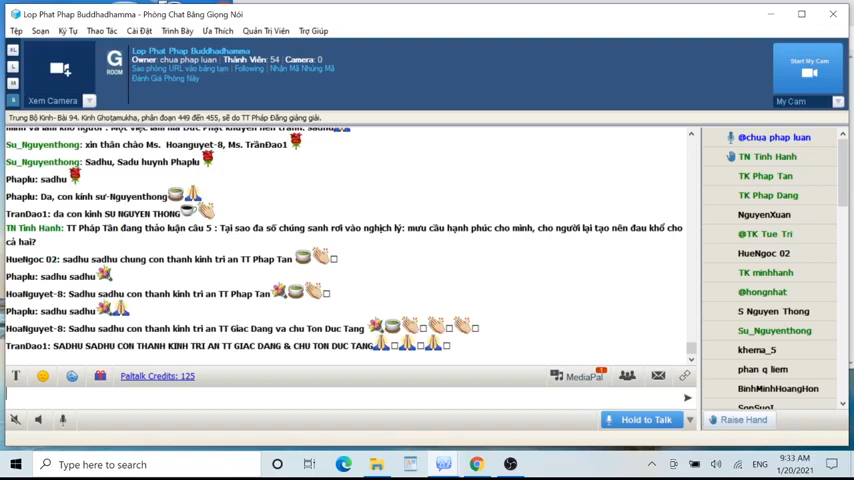 Lop Phat Phap Buddhadhamma - Phòng Chat Bằng Giọng Nói
Tệp Soạn Ký Tự Thao Tác Cài Đặt Trình Bày Ưa Thích Quản Trị Viên Trợ Giúp
XL
L
M
S
Xem Camera
G
ROOM
Lop Phat Phap Buddhadhamma
Owner: chua phap luan | Thành Viên: 54 | Camera: 0
Sao phòng URL vào bảng tạm | Following | Nhận Mã Nhúng Mã
Đánh Giá Phòng Này
Start My Cam
My Cam
Trung Bộ Kinh- Bài 94. Kinh Ghoṭamukha, phân đoạn 449 đến 455, sẽ do TT Pháp Đăng giảng giải.
Su_Nguyenthong: xin thân chào Ms. Hoanguyet-8, Ms. TrầnĐao1
Su_Nguyenthong: Sadhu, Sadu huynh Phaplu
Phaplu: sadhu
Phaplu: Da, con kính sư-Nguyenthong
TranDao1: da con kinh SU NGUYEN THONG
TN Tinh Hanh: TT Pháp Tân đang thảo luận câu 5 : Tại sao đa số chúng sanh rơi vào nghịch lý: mưu cầu hạnh phúc cho mình, cho người lại tạo nên đau khổ cho
cả hai?
HueNgoc 02: sadhu sadhu chung con thanh kinh tri ân TT Phap Tan
Phaplu: sadhu sadhu
HoaNguyet-8: Sadhu sadhu con thanh kinh tri an TT Phap Tan
Phaplu: sadhu sadhu
HoaNguyet-8: Sadhu sadhu con thanh kinh tri an TT Giac Dang va chu Ton Duc Tang
TranDao1: SADHU SADHU CON THANH KINH TRI AN TT GIAC DANG & CHU TON DUC TANG
@chua phap luan
TN Tinh Hanh
TK Phap Tan
TK Phap Dang
NguyenXuan
@TK Tue Tri
HueNgoc 02
TK minhhanh
@hongnhat
S Nguyen Thong
Su_Nguyenthong
khema_5
phan q liem
BinhMinhHoangHon
SonSuoI
T Paltalk Credits: 125 MediaPal 1
Hold to Talk Raise Hand
Type here to search
ENG
9:33 AM
1/20/2021